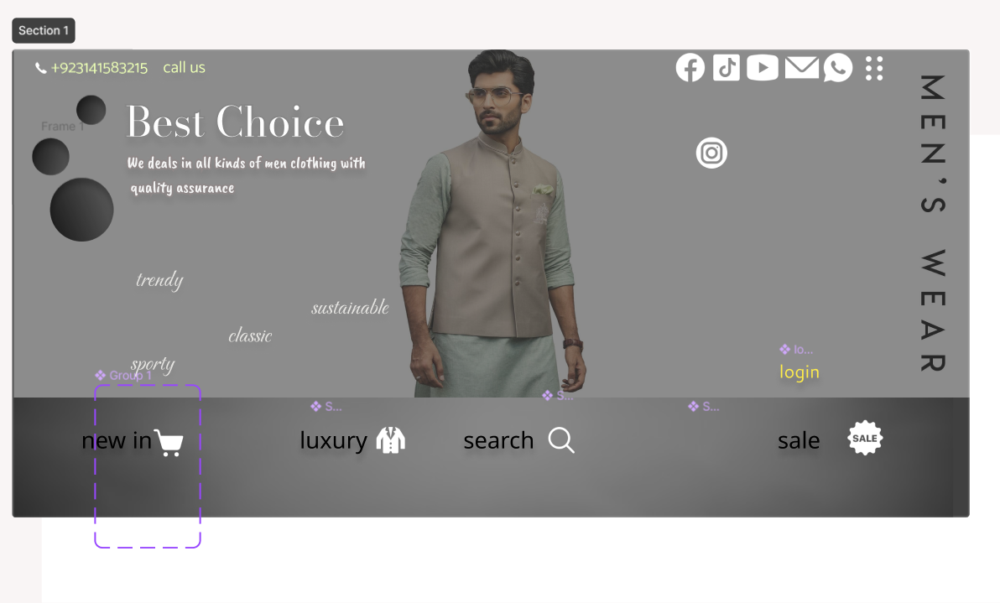 Section 1
+923141583215 call us
Frame 1
Best Choice
We deals in all kinds of men clothing with
quality assurance
MEN'S WEAR
trendy
sustainable
classic
sporty
Group 1
lo...
login
S...
S...
S...
new in
luxury
search
sale
SALE